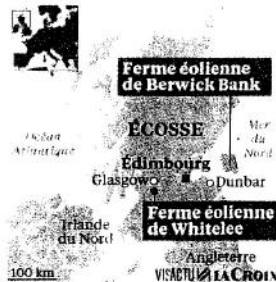 Ferme éolienne
de Berwick Bank
Océan
Atlantique
ÉCOSSE
Mer
du
Nord
Édimbourg
Glasgow
Dunbar
Ferme éolienne
de Whitelee
Irlande
du Nord
Angleterre
100 km
VISACTU LA CROIX